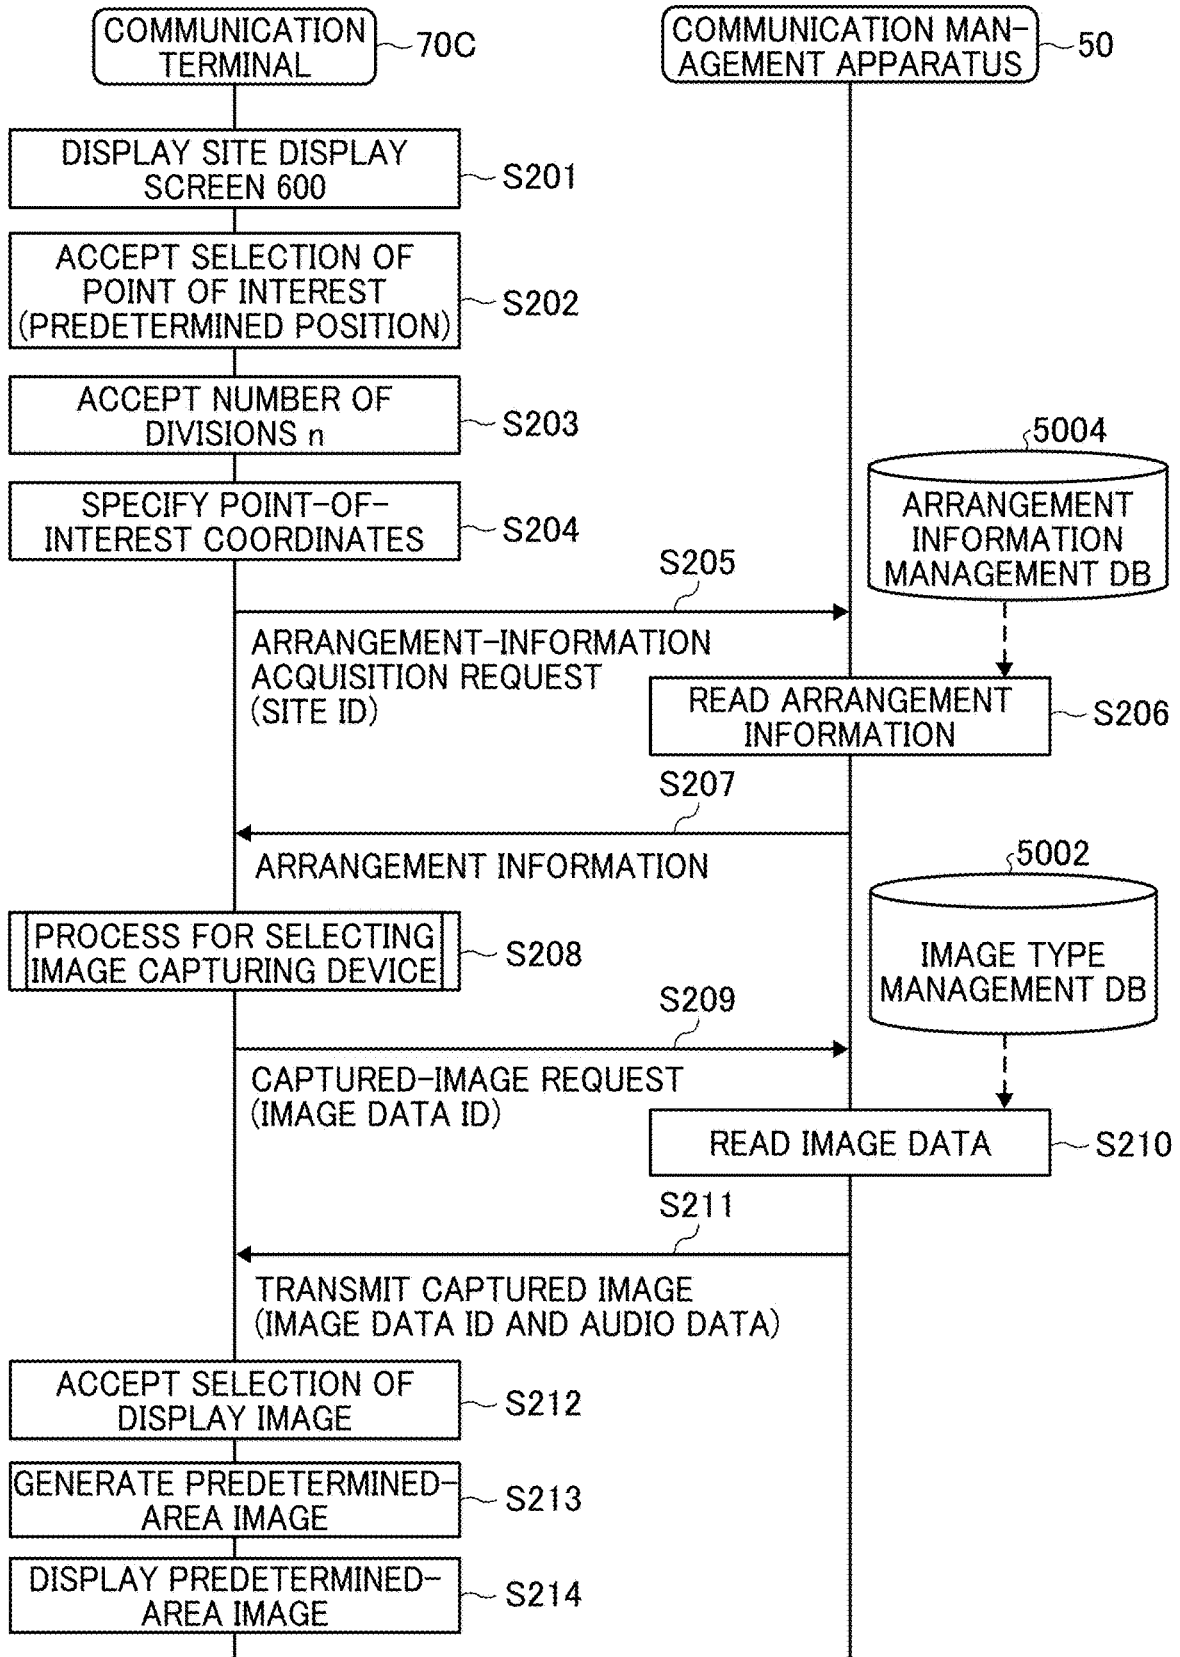 COMMUNICATION
TERMINAL
70C
COMMUNICATION MAN-
AGEMENT APPARATUS
50
DISPLAY SITE DISPLAY
SCREEN 600
S201
ACCEPT SELECTION OF
POINT OF INTEREST
(PREDETERMINED POSITION)
S202
ACCEPT NUMBER OF
DIVISIONS n
S203
5004
ARRANGEMENT
INFORMATION
MANAGEMENT DB
SPECIFY POINT-OF-
INTEREST COORDINATES
S204
S205
ARRANGEMENT-INFORMATION
ACQUISITION REQUEST
(SITE ID)
READ ARRANGEMENT
INFORMATION
S206
S207
ARRANGEMENT INFORMATION
5002
IMAGE TYPE
MANAGEMENT DB
PROCESS FOR SELECTING
IMAGE CAPTURING DEVICE
S208
S209
CAPTURED-IMAGE REQUEST
(IMAGE DATA ID)
READ IMAGE DATA
S210
S211
TRANSMIT CAPTURED IMAGE
(IMAGE DATA ID AND AUDIO DATA)
ACCEPT SELECTION OF
DISPLAY IMAGE
S212
GENERATE PREDETERMINED-
AREA IMAGE
S213
DISPLAY PREDETERMINED-
AREA IMAGE
S214